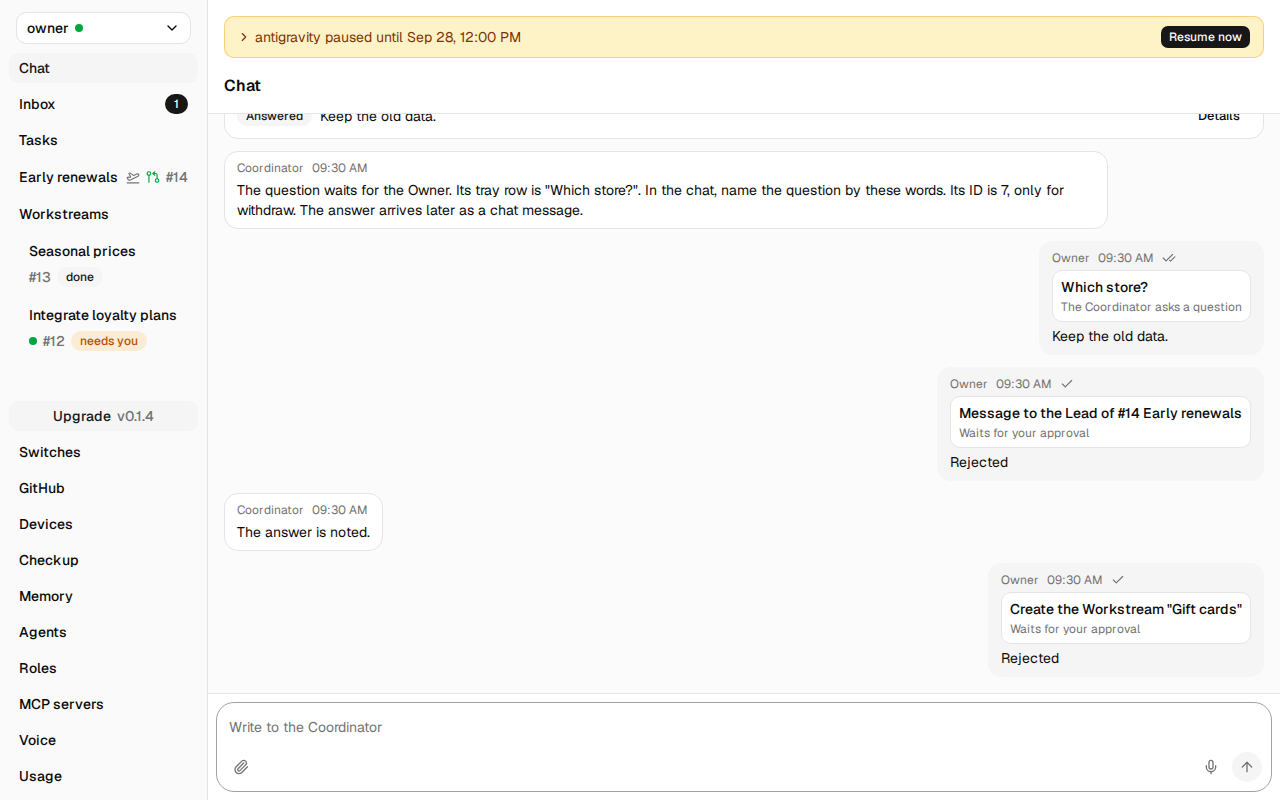 owner
Chat
Inbox
1
Tasks
Early renewals #14
Workstreams
Seasonal prices
#13 done
Integrate loyalty plans
#12 needs you
Upgrade v0.1.4
Switches
GitHub
Devices
Checkup
Memory
Agents
Roles
MCP servers
Voice
Usage
antigravity paused until Sep 28, 12:00 PM
Resume now
Chat
Answered Keep the old data. Details
Coordinator 09:30 AM
The question waits for the Owner. Its tray row is "Which store?". In the chat, name the question by these words. Its ID is 7, only for
withdraw. The answer arrives later as a chat message.
Owner 09:30 AM
Which store?
The Coordinator asks a question
Keep the old data.
Owner 09:30 AM
Message to the Lead of #14 Early renewals
Waits for your approval
Rejected
Coordinator 09:30 AM
The answer is noted.
Owner 09:30 AM
Create the Workstream "Gift cards"
Waits for your approval
Rejected
Write to the Coordinator